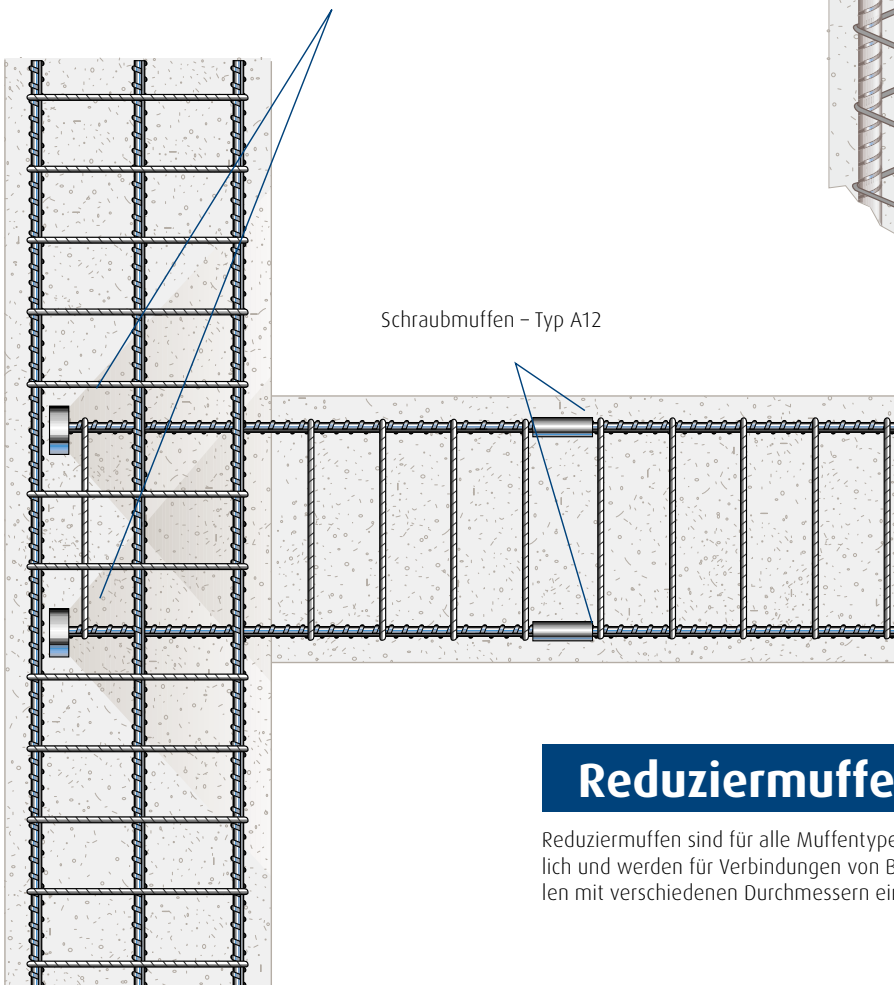 Schraubmuffen – Typ A12
Reduziermuffe
Reduziermuffen sind für alle Muffentype
lich und werden für Verbindungen von B
len mit verschiedenen Durchmessern ein